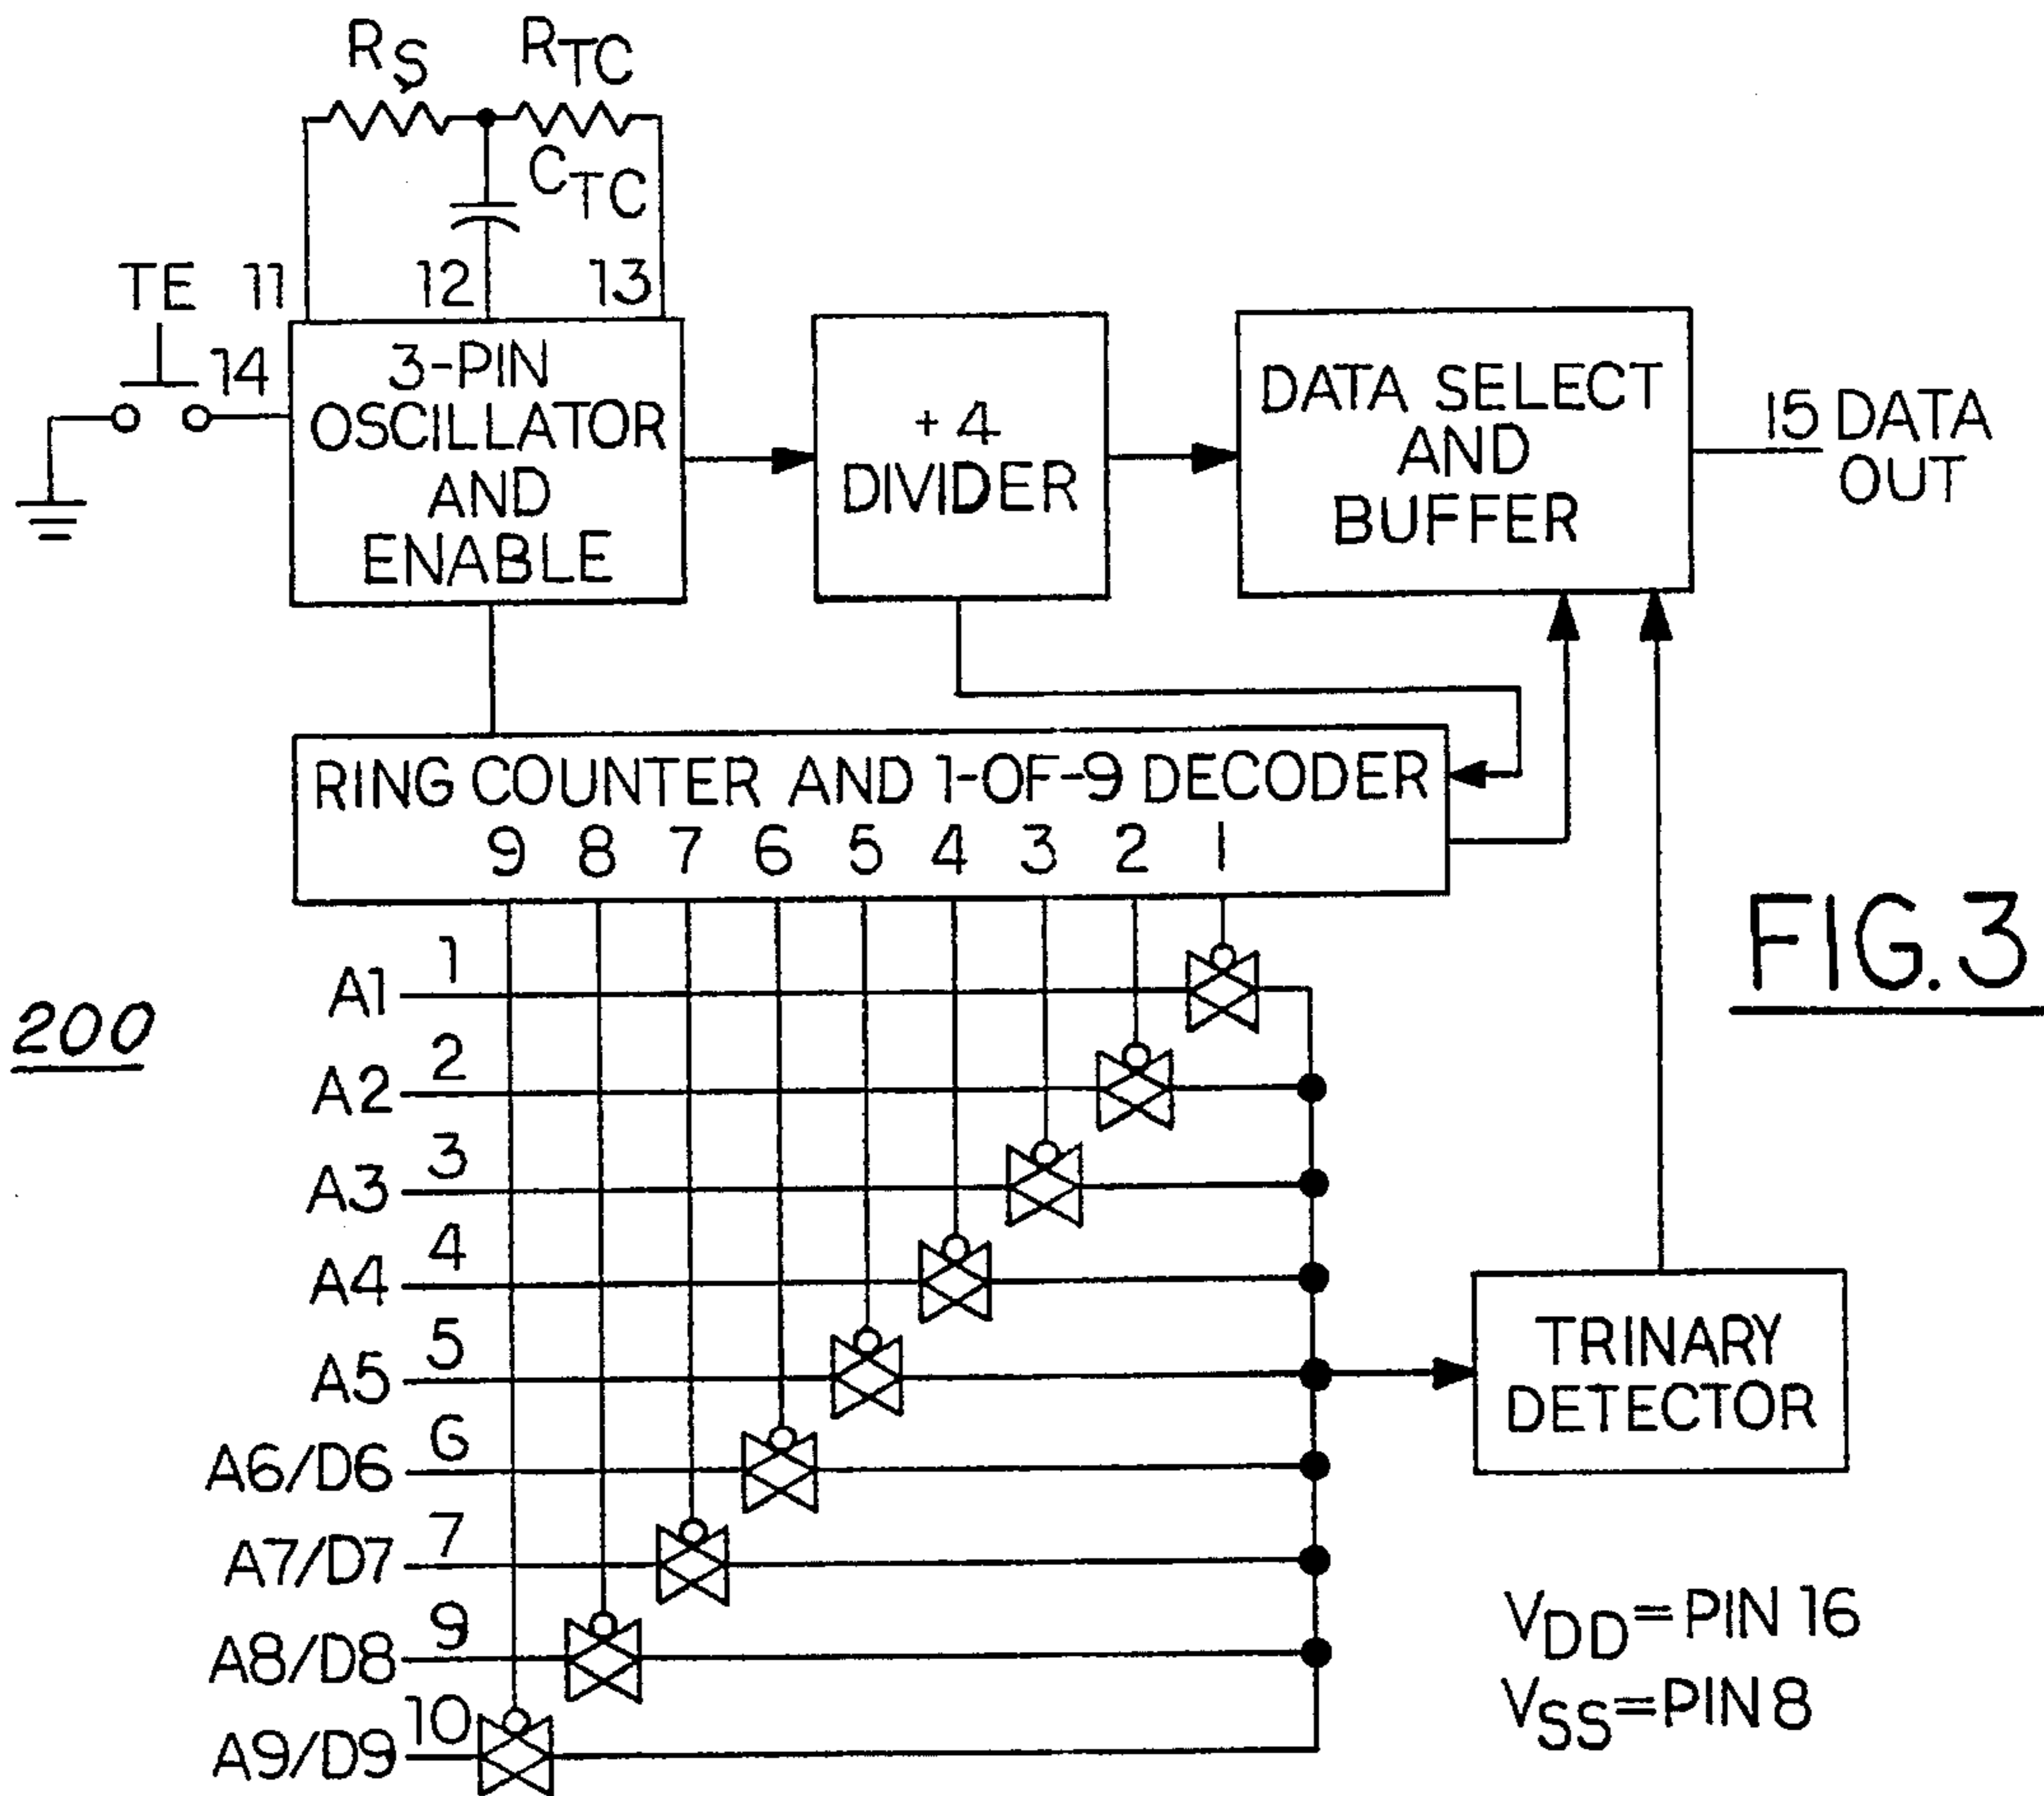 RS RTC
CTC
TE 11 12 13
14
3-PIN
OSCILLATOR
AND
ENABLE
+4
DIVIDER
DATA SELECT
AND
BUFFER
15 DATA
OUT
RING COUNTER AND 1-OF-9 DECODER
9 8 7 6 5 4 3 2 1
FIG.3
200
A1 1
A2 2
A3 3
A4 4
A5 5
A6/D6 6
A7/D7 7
A8/D8 9
A9/D9 10
TRINARY
DETECTOR
VDD=PIN 16
VSS=PIN 8